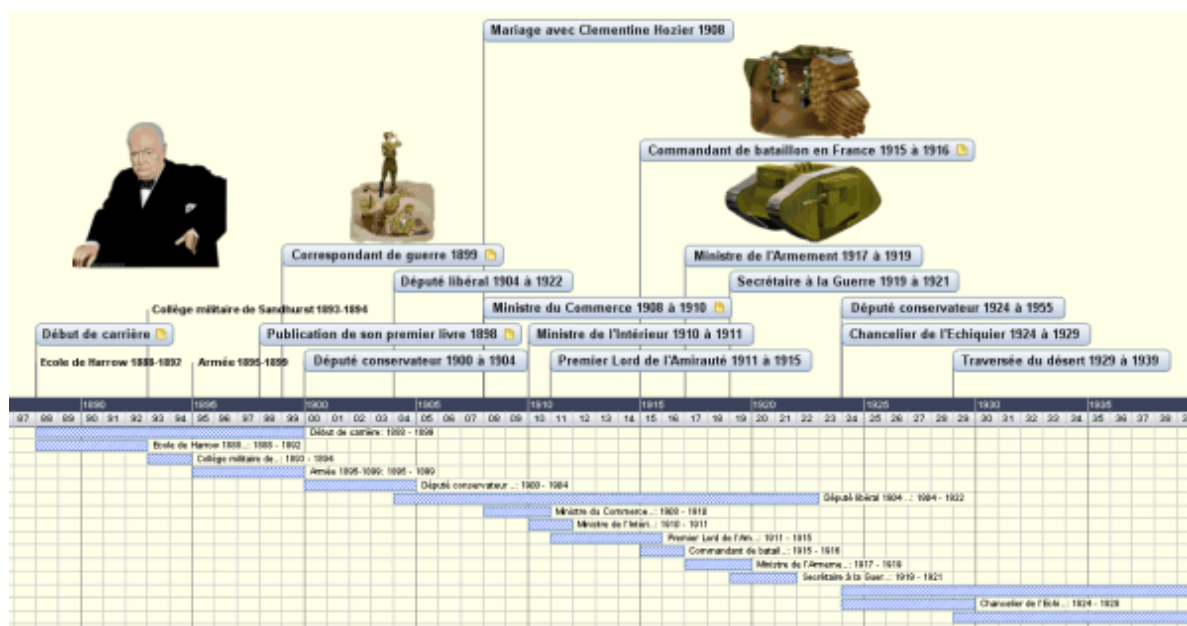 Mariage avec Clementine Hozier 1908
Commandant de bataillon en France 1915 à 1916
Correspondant de guerre 1899
Ministre de l'Armement 1917 à 1919
Député libéral 1904 à 1922
Secrétaire à la Guerre 1919 à 1921
Collège militaire de Sandhurst 1893-1894
Ministre du Commerce 1908 à 1910
Député conservateur 1924 à 1955
Début de carrière
Publication de son premier livre 1898
Ministre de l'Intérieur 1910 à 1911
Chancelier de l'Echiquier 1924 à 1929
Ecole de Harrow 1888-1892
Armée 1895-1899
Député conservateur 1900 à 1904
Premier Lord de l'Amirauté 1911 à 1915
Traversée du désert 1929 à 1939
1890 1895 1900 1905 1910 1915 1920 1925 1930 1935
87 88 89 90 91 92 93 94 95 96 97 98 99 00 01 02 03 04 05 06 07 08 09 10 11 12 13 14 15 16 17 18 19 20 21 22 23 24 25 26 27 28 29 30 31 32 33 34 35 36 37 38
Début de carrière: 1888 - 1899
Ecole de Harrow 1888...: 1888 - 1892
Collège militaire de...: 1893 - 1894
Armée 1895-1899: 1895 - 1899
Député conservateur ...: 1900 - 1904
Député libéral 1904 ...: 1904 - 1922
Ministre du Commerce...: 1908 - 1910
Ministre de l'Intéri...: 1910 - 1911
Premier Lord de l'Am...: 1911 - 1915
Commandant de batail...: 1915 - 1916
Ministre de l'Armeme...: 1917 - 1919
Secrétaire à la Guer...: 1919 - 1921
Chancelier de l'Echi...: 1924 - 1929